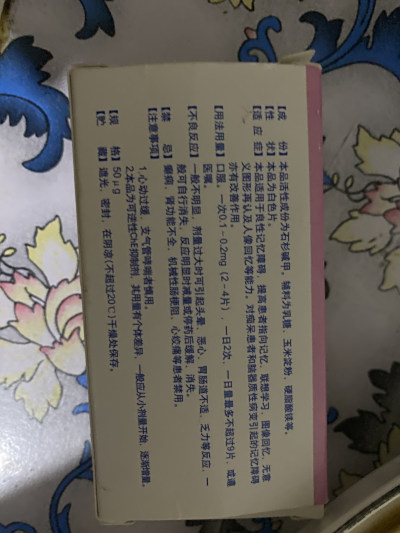 【成    份】本品活性成份为石杉碱甲，辅料为乳糖、玉米淀粉、硬脂酸镁等。
【性    状】本品为白色片。
【适 应 症】本品适用于良性记忆障碍，提高患者指向记忆、联想学习、图像回忆、无意
义图形再认及人像回忆等能力。对痴呆患者和脑器质性病变引起的记忆障碍
亦有改善作用。
【用法用量】口服。一次0.1-0.2mg（2-4片），一日2次，一日量最多不超过9片，或遵
医嘱。
【不良反应】一般不明显，剂量过大时可引起头晕、恶心、胃肠道不适、乏力等反应，一
般可自行消失，反应明显时减量或停药后缓解、消失。
【禁    忌】癫痫、肾功能不全、机械性肠梗阻、心绞痛等患者禁用。
【注意事项】
1.心动过缓、支气管哮喘者慎用。
2.本品为可逆性ChE抑制剂，其用量有个体差异，一般应从小剂量开始，逐渐增量。
【规    格】50μg
【贮    藏】遮光，密封，在阴凉（不超过20℃）干燥处保存。